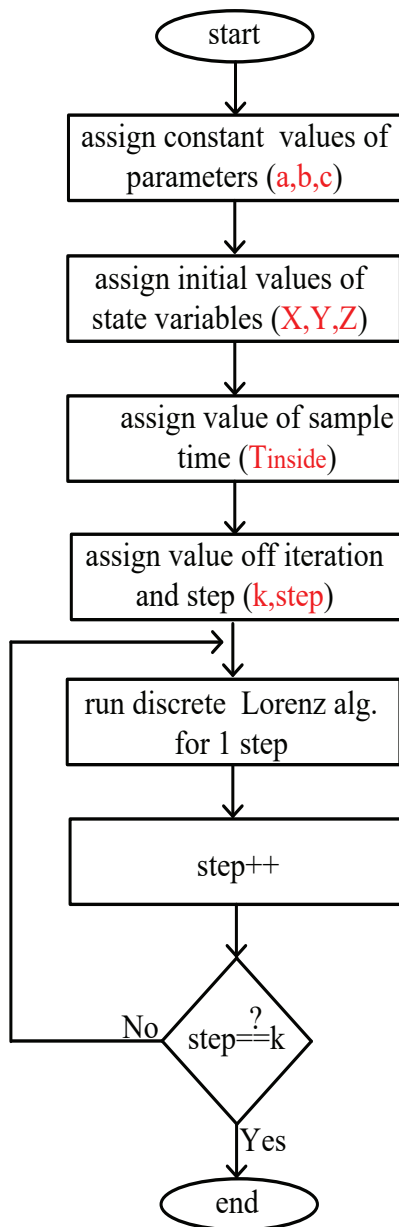 start
assign constant values of
parameters (a,b,c)
assign initial values of
state variables (X,Y,Z)
assign value of sample
time (Tinside)
assign value off iteration
and step (k,step)
run discrete Lorenz alg.
for 1 step
step++
?
step==k
No
Yes
end